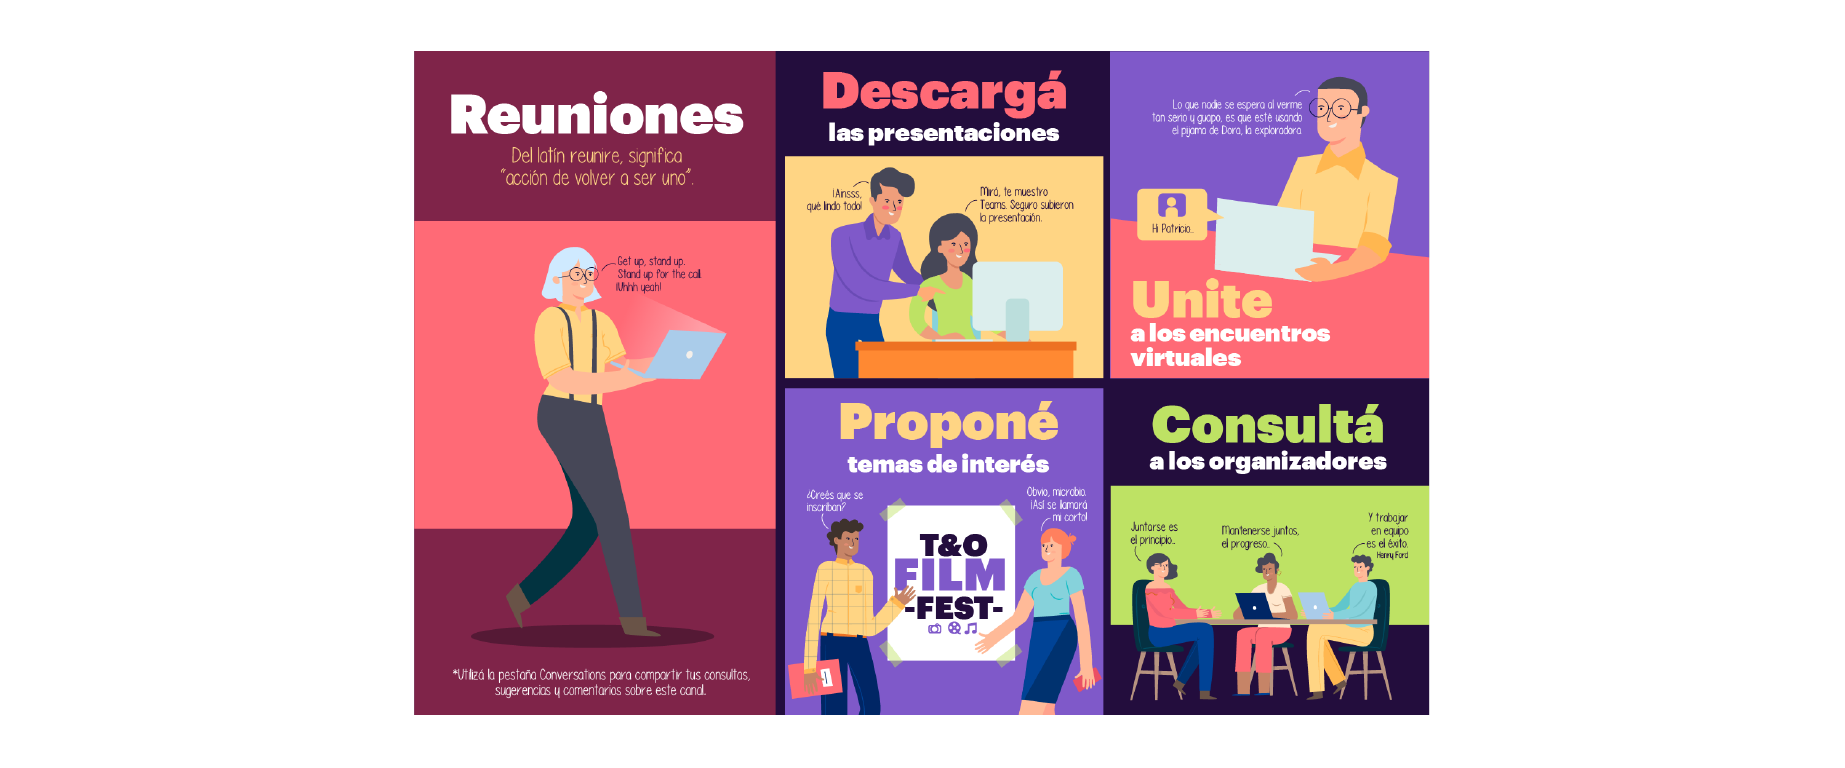 Reuniones
Del latín reunire, significa
"acción de volver a ser uno".
Get up, stand up.
Stand up for the call.
¡Uhhh yeah!
*Utilizá la pestaña Conversations para compartir tus consultas,
sugerencias y comentarios sobre este canal.
Descargá
las presentaciones
¡Ainsss,
qué lindo todo!
Mirá, te muestro
Teams. Seguro subieron
la presentación.
Lo que nadie se espera al verme
tan serio y guapo, es que esté usando
el pijama de Dora, la exploradora.
Hi Patricio...
Unite
a los encuentros
virtuales
Proponé
temas de interés
¿Creés que se
inscriban?
Obvio, microbio.
¡Así se llamará
mi corto!
T&O
FILM
-FEST-
Consultá
a los organizadores
Juntarse es
el principio...
Mantenerse juntos,
el progreso...
Y trabajar
en equipo
es el éxito.
Henry Ford